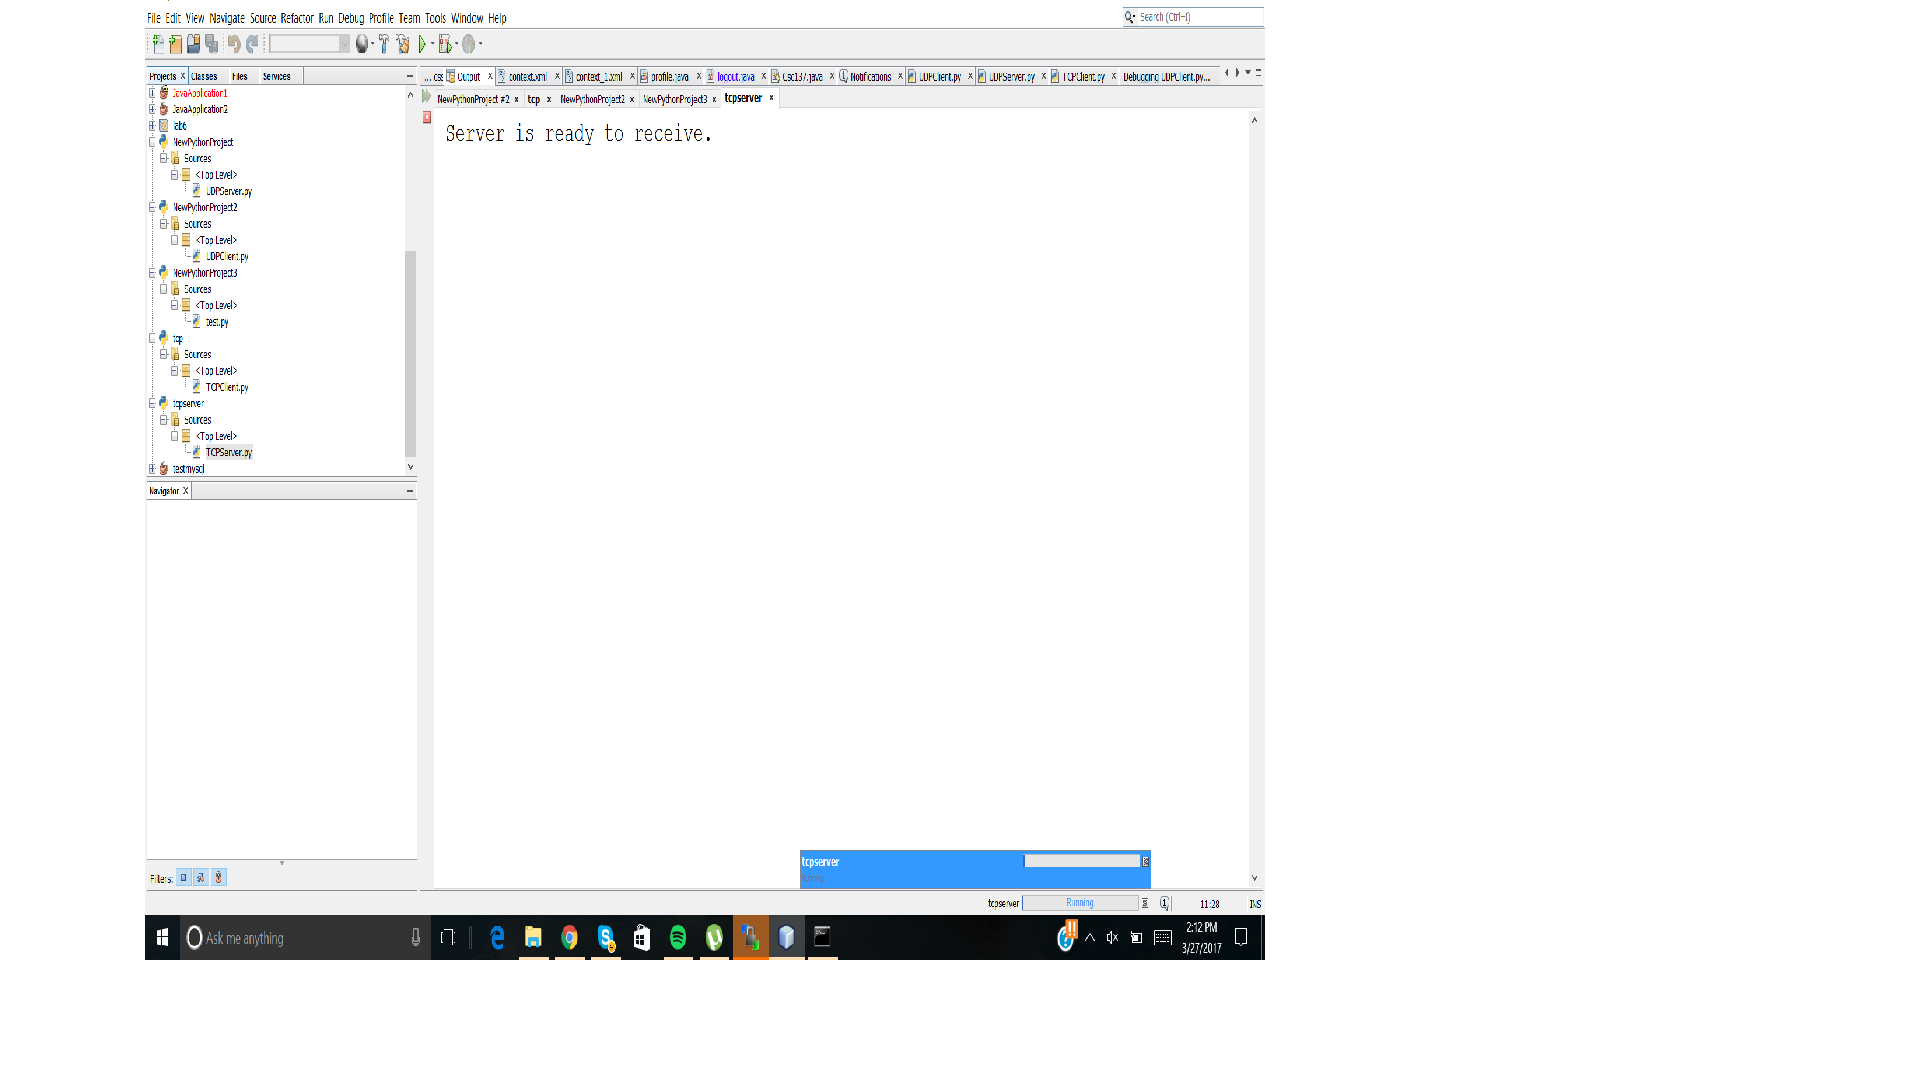 File Edit View Navigate Source Refactor Run Debug Profile Team Tools Window Help
Search (Ctrl+I)
Projects Classes Files Services
... css Output context.xml context_1.xml profile.java logout.java Csc137.java Notifications UDPClient.py UDPServer.py TCPClient.py Debugging UDPClient.py...
NewPythonProject #2 tcp NewPythonProject2 NewPythonProject3 tcpserver
Server is ready to receive.
JavaApplication1
JavaApplication2
lab6
NewPythonProject
Sources
<Top Level>
UDPServer.py
NewPythonProject2
Sources
<Top Level>
UDPClient.py
NewPythonProject3
Sources
<Top Level>
test.py
tcp
Sources
<Top Level>
TCPClient.py
tcpserver
Sources
<Top Level>
TCPServer.py
testmysql
Navigator
Filters:
tcpserver
Running
tcpserver Running 11:28 INS
Ask me anything
2:12 PM
3/27/2017